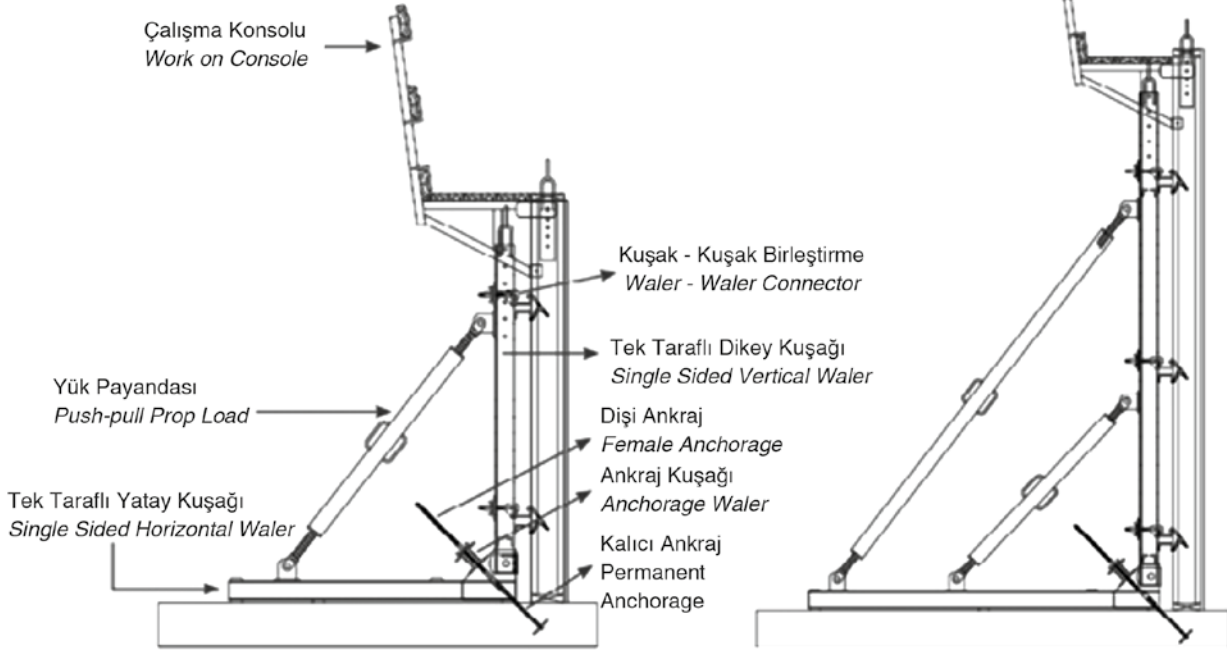 Çalışma Konsolu
Work on Console
Kuşak - Kuşak Birleştirme
Waler - Waler Connector
Tek Taraflı Dikey Kuşağı
Single Sided Vertical Waler
Yük Payandası
Push-pull Prop Load
Dişi Ankraj
Female Anchorage
Ankraj Kuşağı
Anchorage Waler
Tek Taraflı Yatay Kuşağı
Single Sided Horizontal Waler
Kalıcı Ankraj
Permanent
Anchorage